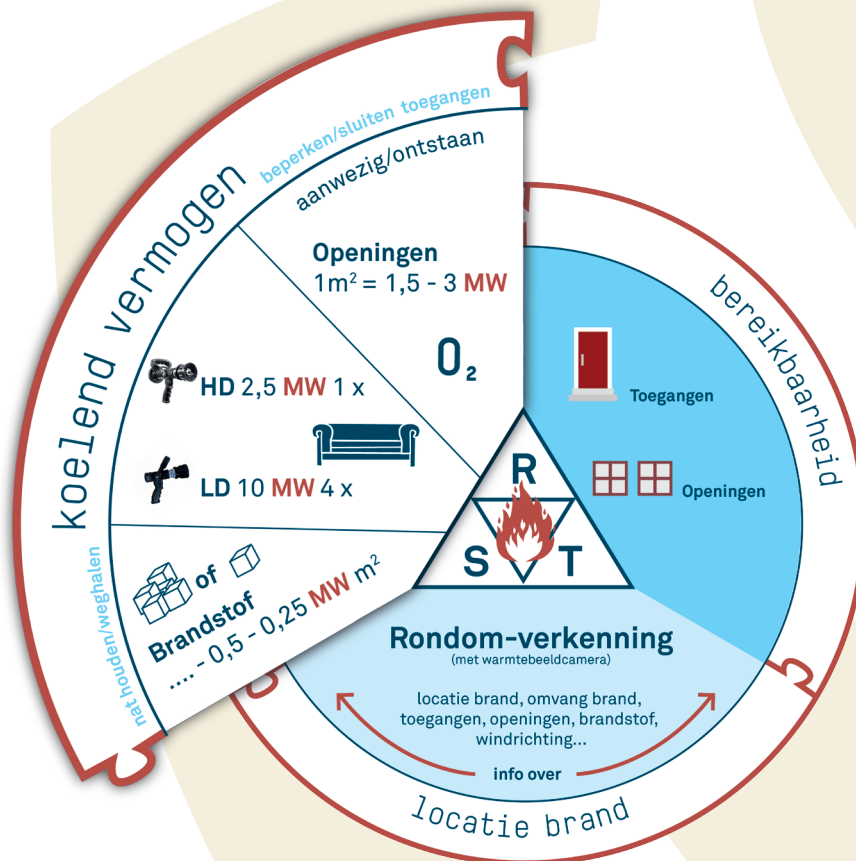 koelend vermogen
beperken/sluiten toegangen
aanwezig/ontstaan
Openingen
1m² = 1,5 - 3 MW
O₂
HD 2,5 MW 1 x
LD 10 MW 4 x
nat houden/weghalen
of
Brandstof
.... - 0,5 - 0,25 MW m²
bereikbaarheid
Toegangen
Openingen
R
S T
Rondom-verkenning
(met warmtebeeldcamera)
locatie brand, omvang brand,
toegangen, openingen, brandstof,
windrichting...
info over
locatie brand